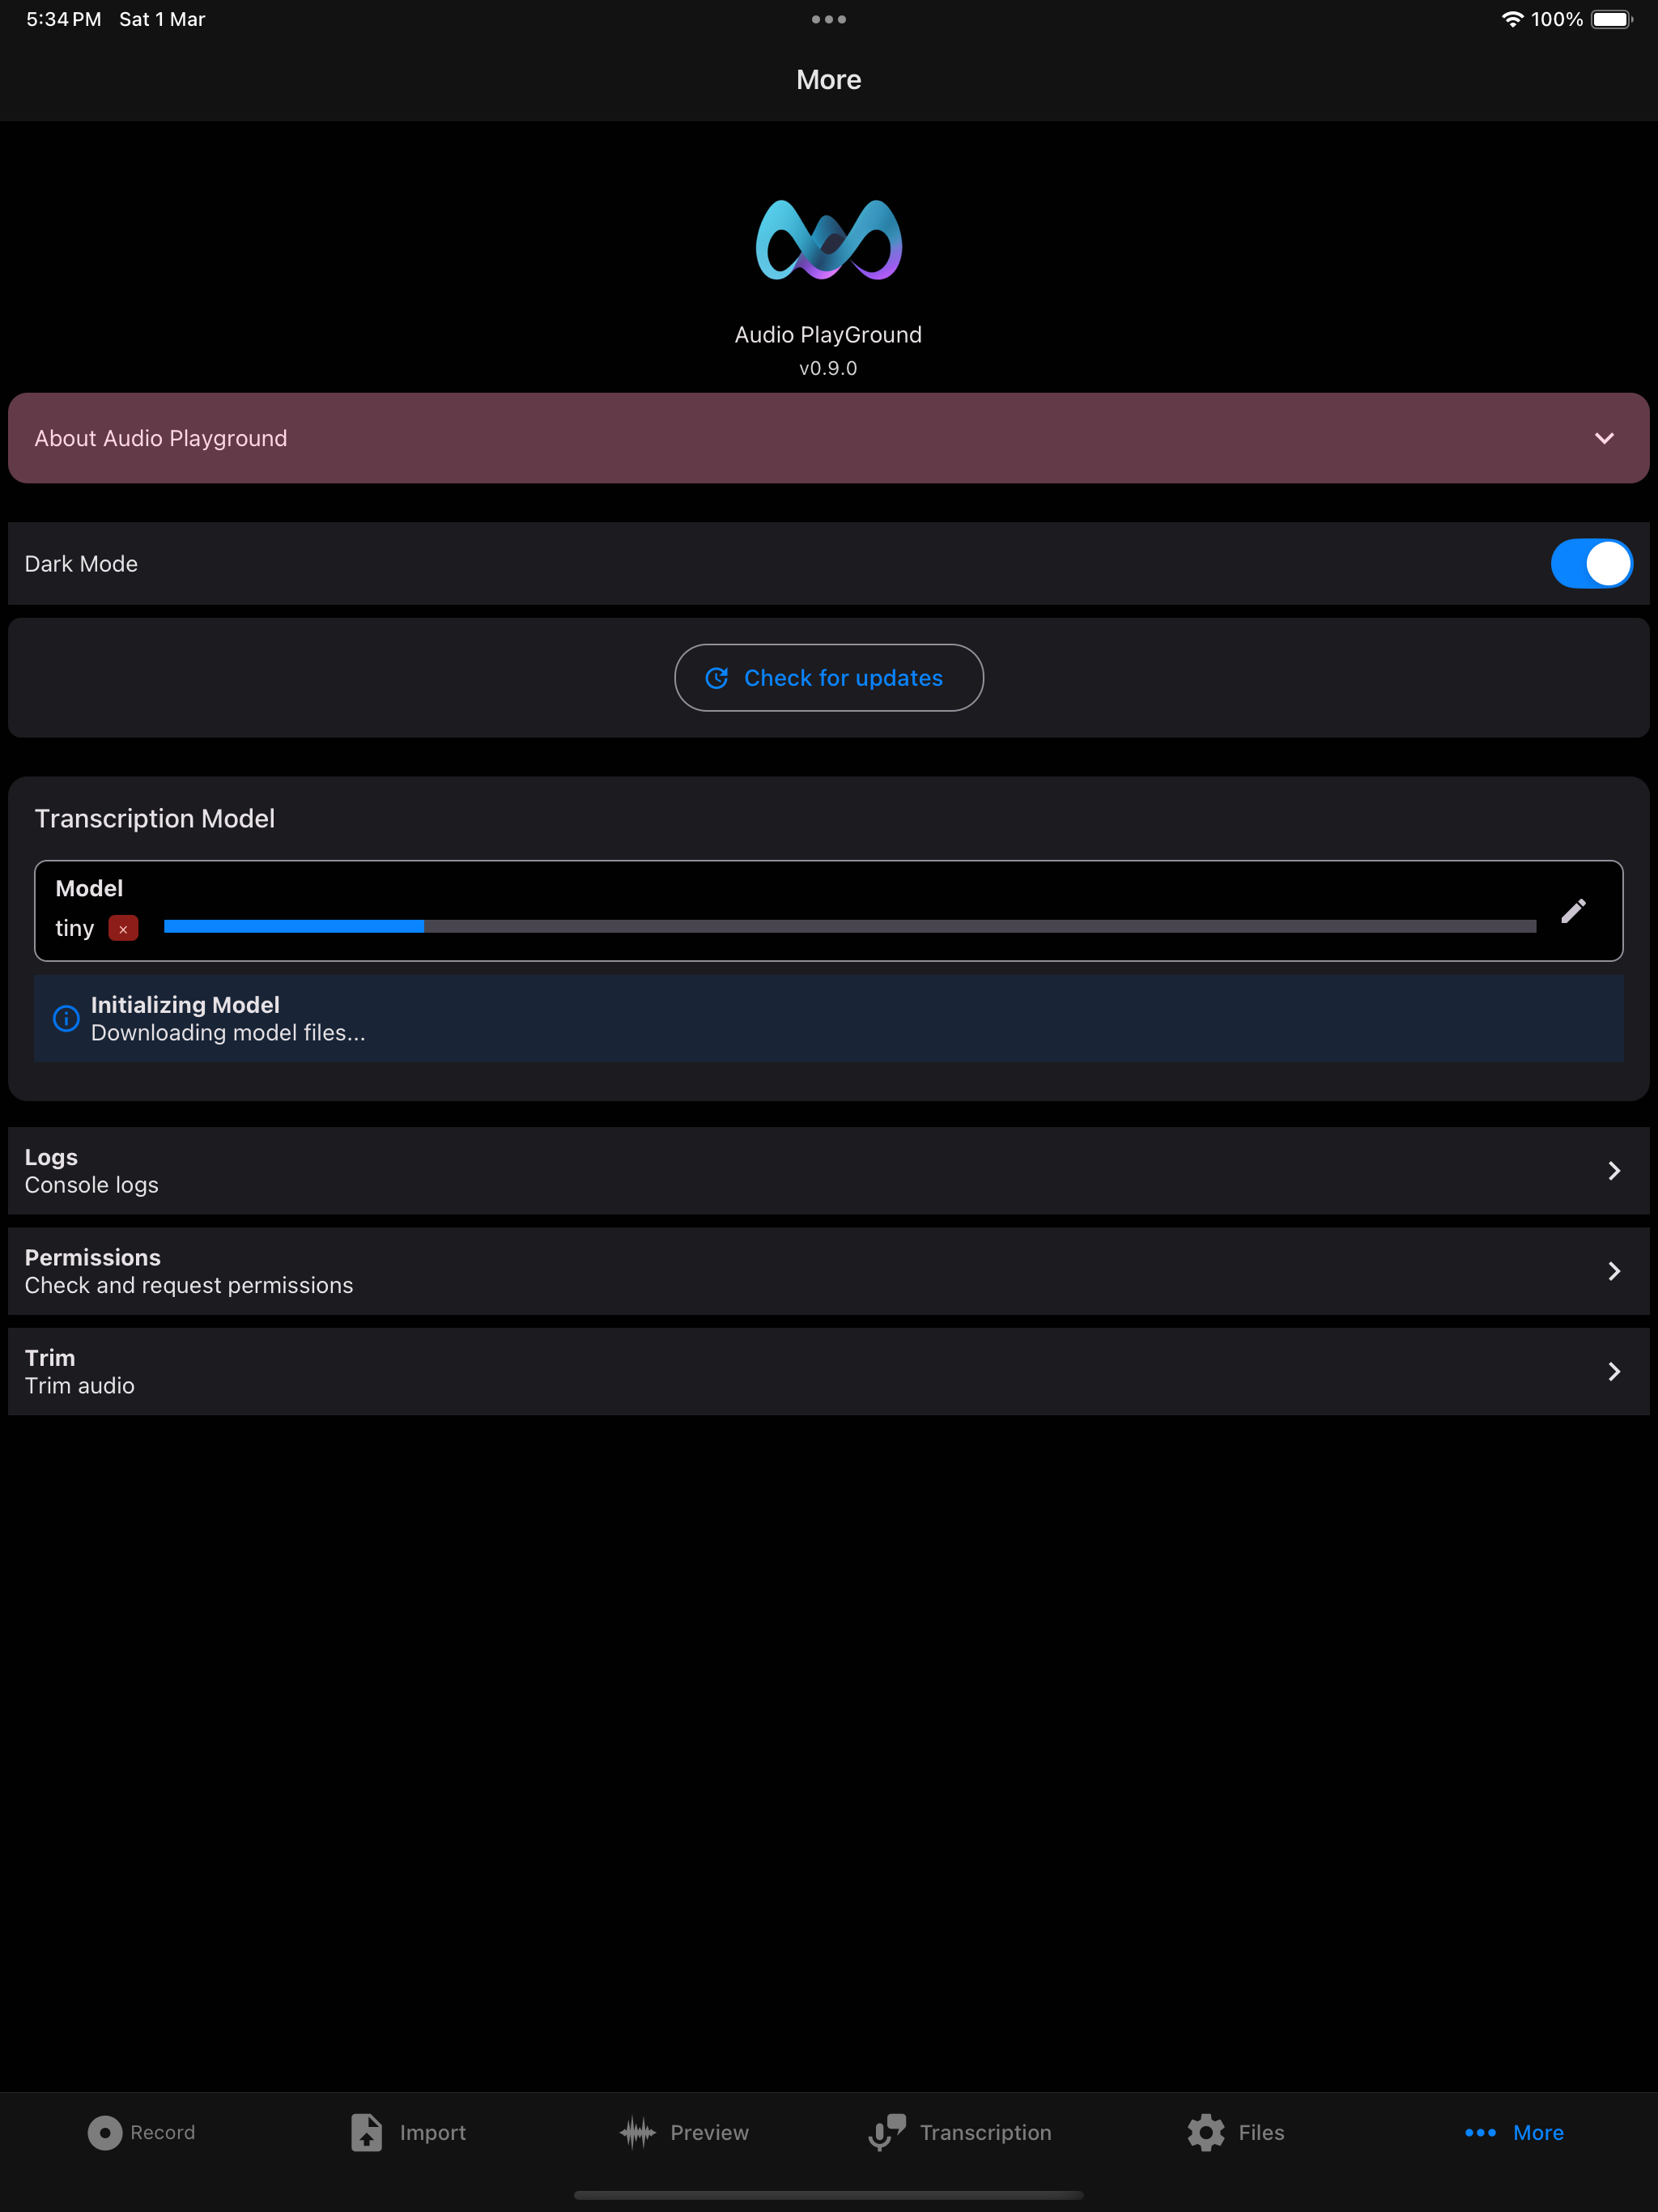 5:34 PM Sat 1 Mar
100%
More
Audio PlayGround
v0.9.0
About Audio Playground
Dark Mode
Check for updates
Transcription Model
Model
tiny ×
Initializing Model
Downloading model files...
Logs
Console logs
Permissions
Check and request permissions
Trim
Trim audio
Record Import Preview Transcription Files More